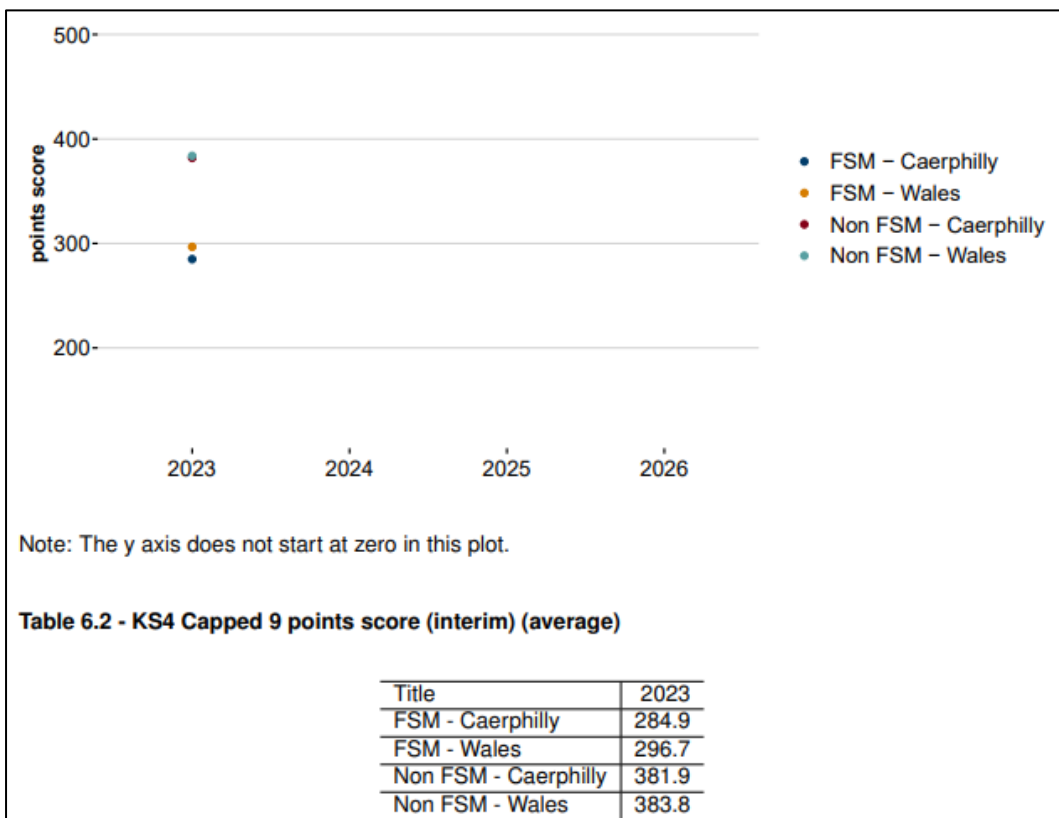 500
400
300
200
points score
2023 2024 2025 2026
FSM − Caerphilly
FSM − Wales
Non FSM − Caerphilly
Non FSM − Wales
Note: The y axis does not start at zero in this plot.
Table 6.2 - KS4 Capped 9 points score (interim) (average)
Title 2023
FSM - Caerphilly 284.9
FSM - Wales 296.7
Non FSM - Caerphilly 381.9
Non FSM - Wales 383.8